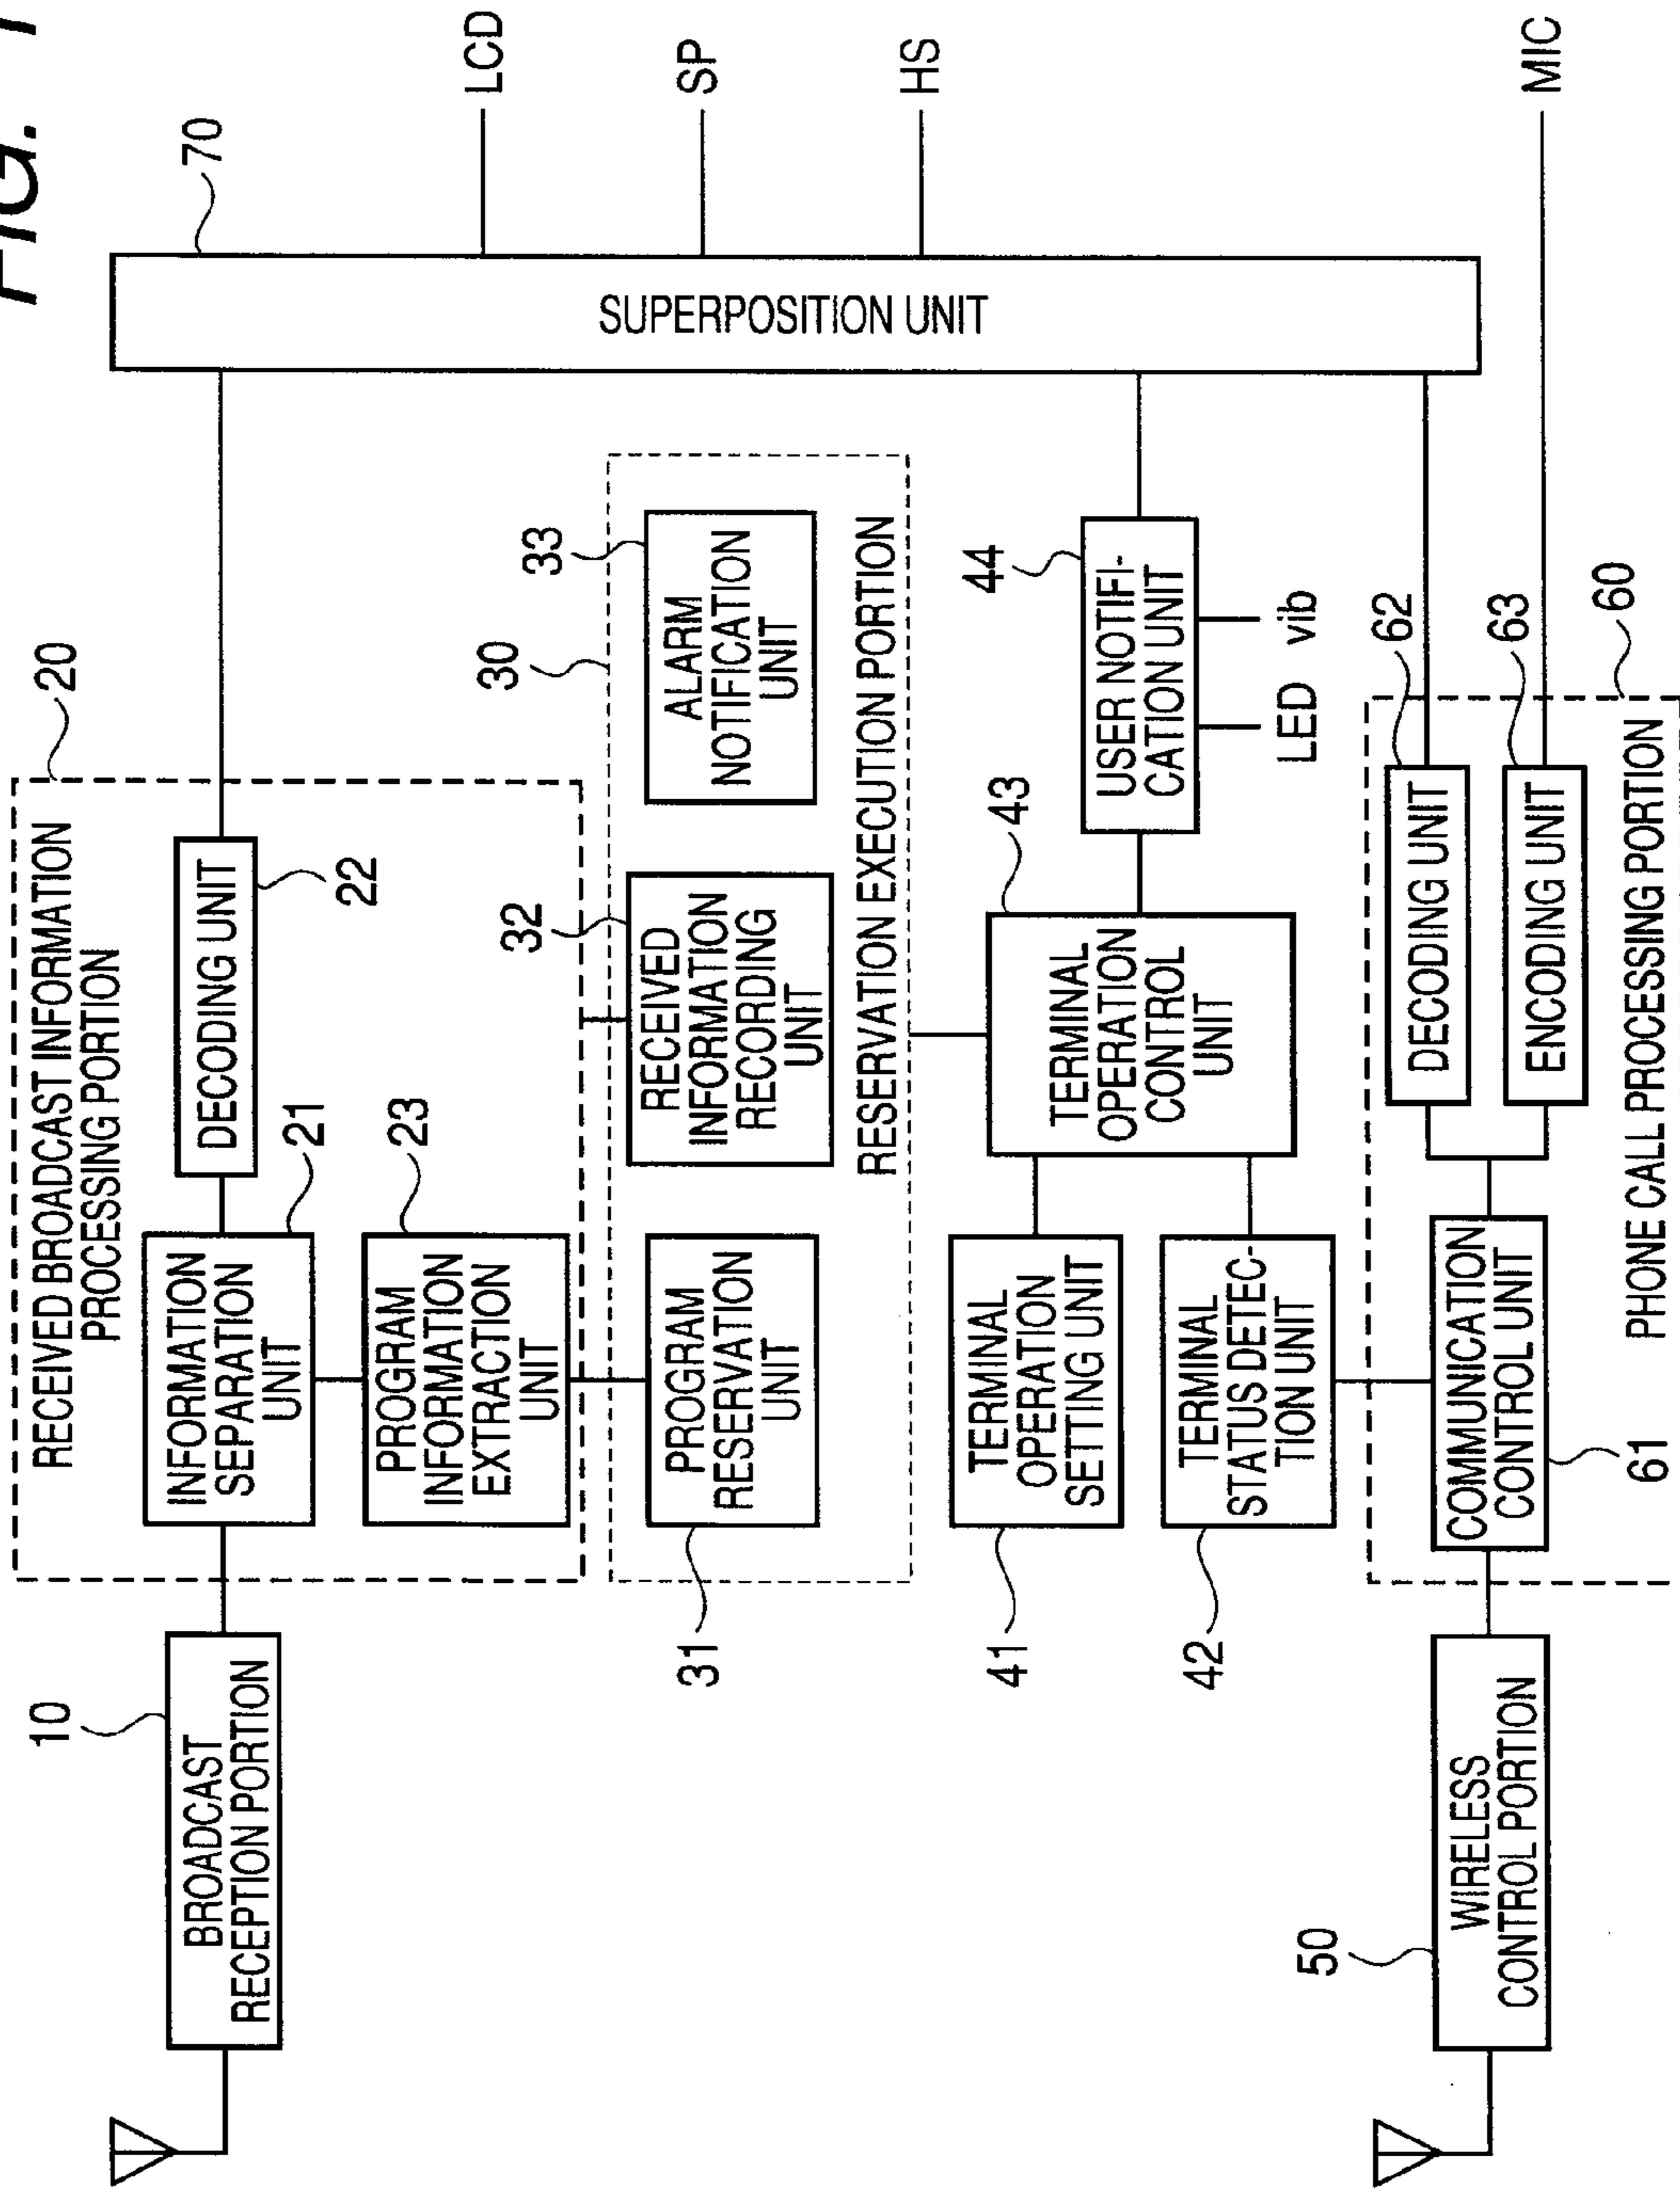 FIG. 1
10
BROADCAST
RECEPTION PORTION
20
RECEIVED BROADCAST INFORMATION
PROCESSING PORTION
INFORMATION
SEPARATION
UNIT
21
DECODING UNIT
22
PROGRAM
INFORMATION
EXTRACTION
UNIT
23
30
PROGRAM
RESERVATION
UNIT
31
RECEIVED
INFORMATION
RECORDING
UNIT
32
ALARM
NOTIFICATION
UNIT
33
RESERVATION EXECUTION PORTION
TERMINAL
OPERATION
SETTING UNIT
41
TERMINAL
STATUS DETEC-
TION UNIT
42
TERMINAL
OPERATION
CONTROL
UNIT
43
USER NOTIFI-
CATION UNIT
44
LED
vib
50
WIRELESS
CONTROL PORTION
60
COMMUNICATION
CONTROL UNIT
61
DECODING UNIT
62
ENCODING UNIT
63
PHONE CALL PROCESSING PORTION
SUPERPOSITION UNIT
70
LCD
SP
HS
MIC